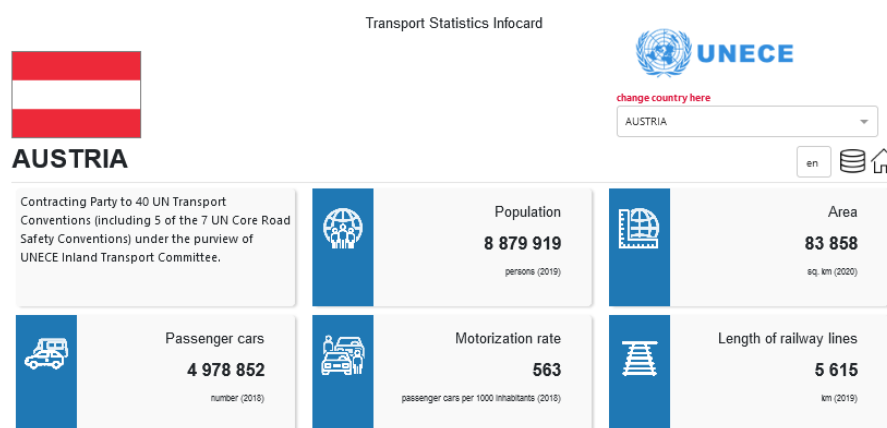 Transport Statistics Infocard
UNECE
change country here
AUSTRIA
AUSTRIA
en
Contracting Party to 40 UN Transport
Conventions (including 5 of the 7 UN Core Road
Safety Conventions) under the purview of
UNECE Inland Transport Committee.
Population
8 879 919
persons (2019)
Area
83 858
sq. km (2020)
Passenger cars
4 978 852
number (2018)
Motorization rate
563
passenger cars per 1000 inhabitants (2018)
Length of railway lines
5 615
km (2019)